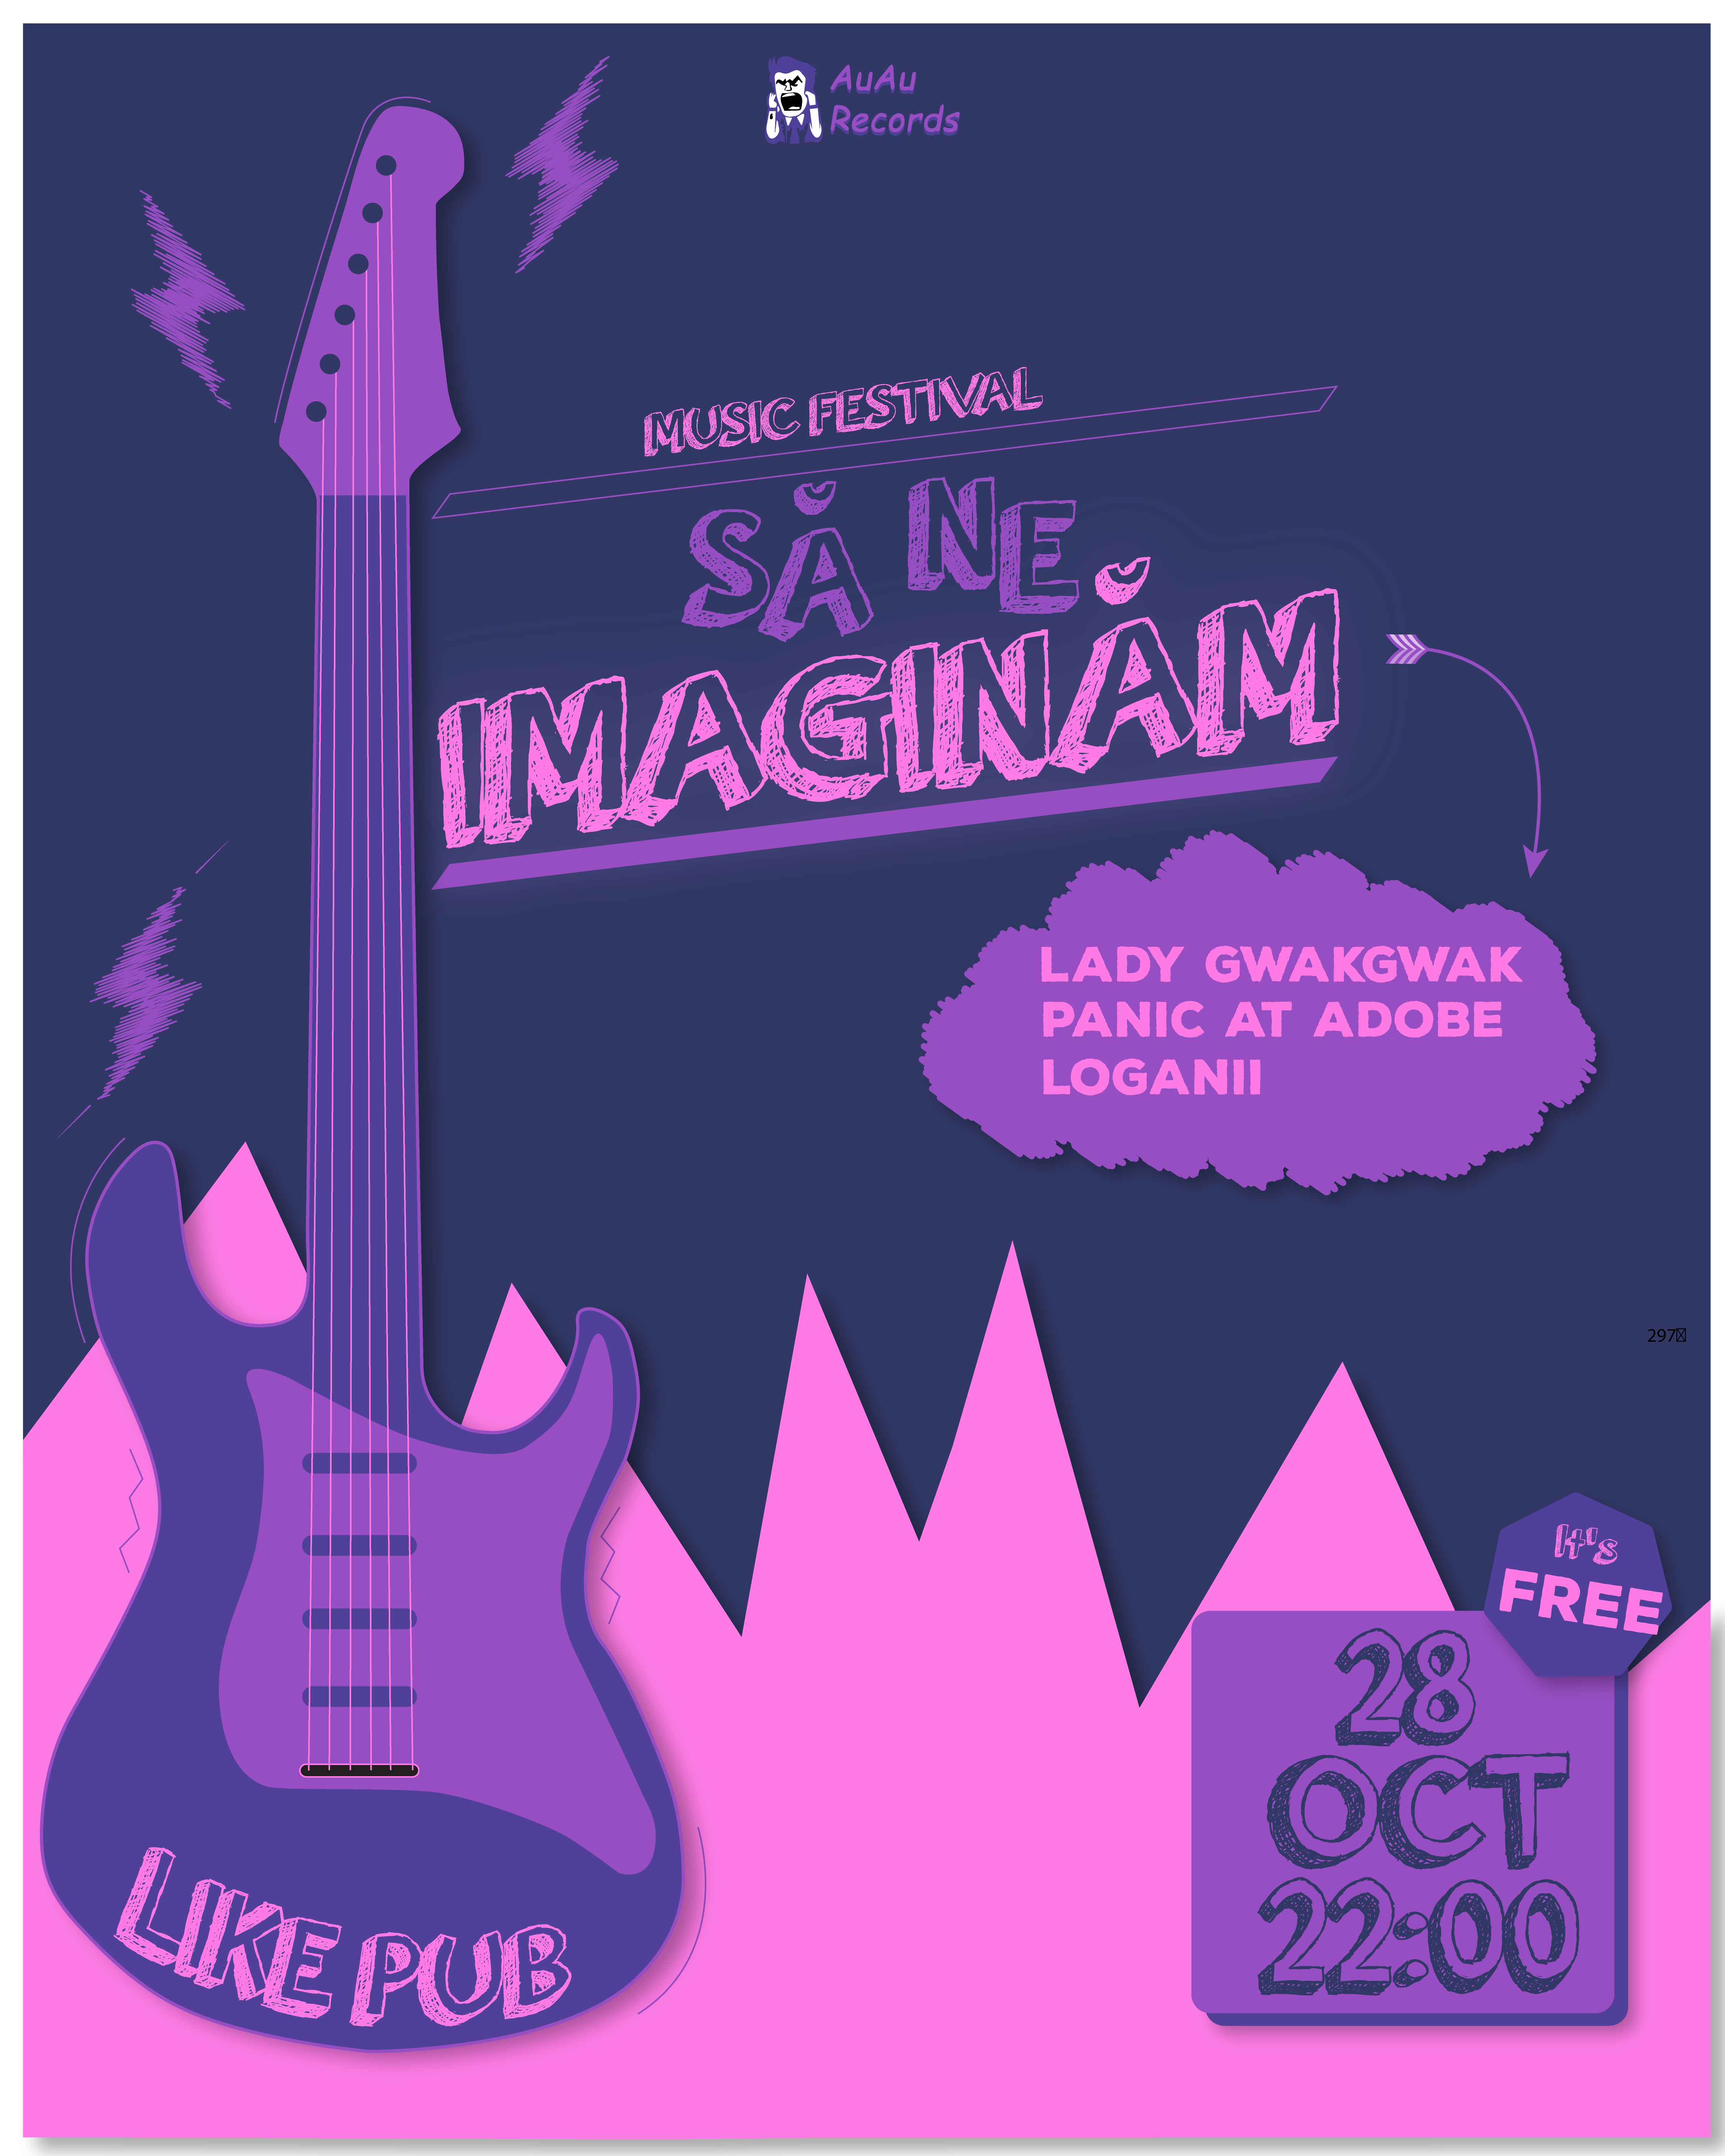 AuAu
Records
MUSIC FESTIVAL
SĂ NE
IMAGINĂM
LADY GWAKGWAK
PANIC AT ADOBE
LOGANII
297
It's
FREE
28
OCT
22:00
LIKE PUB